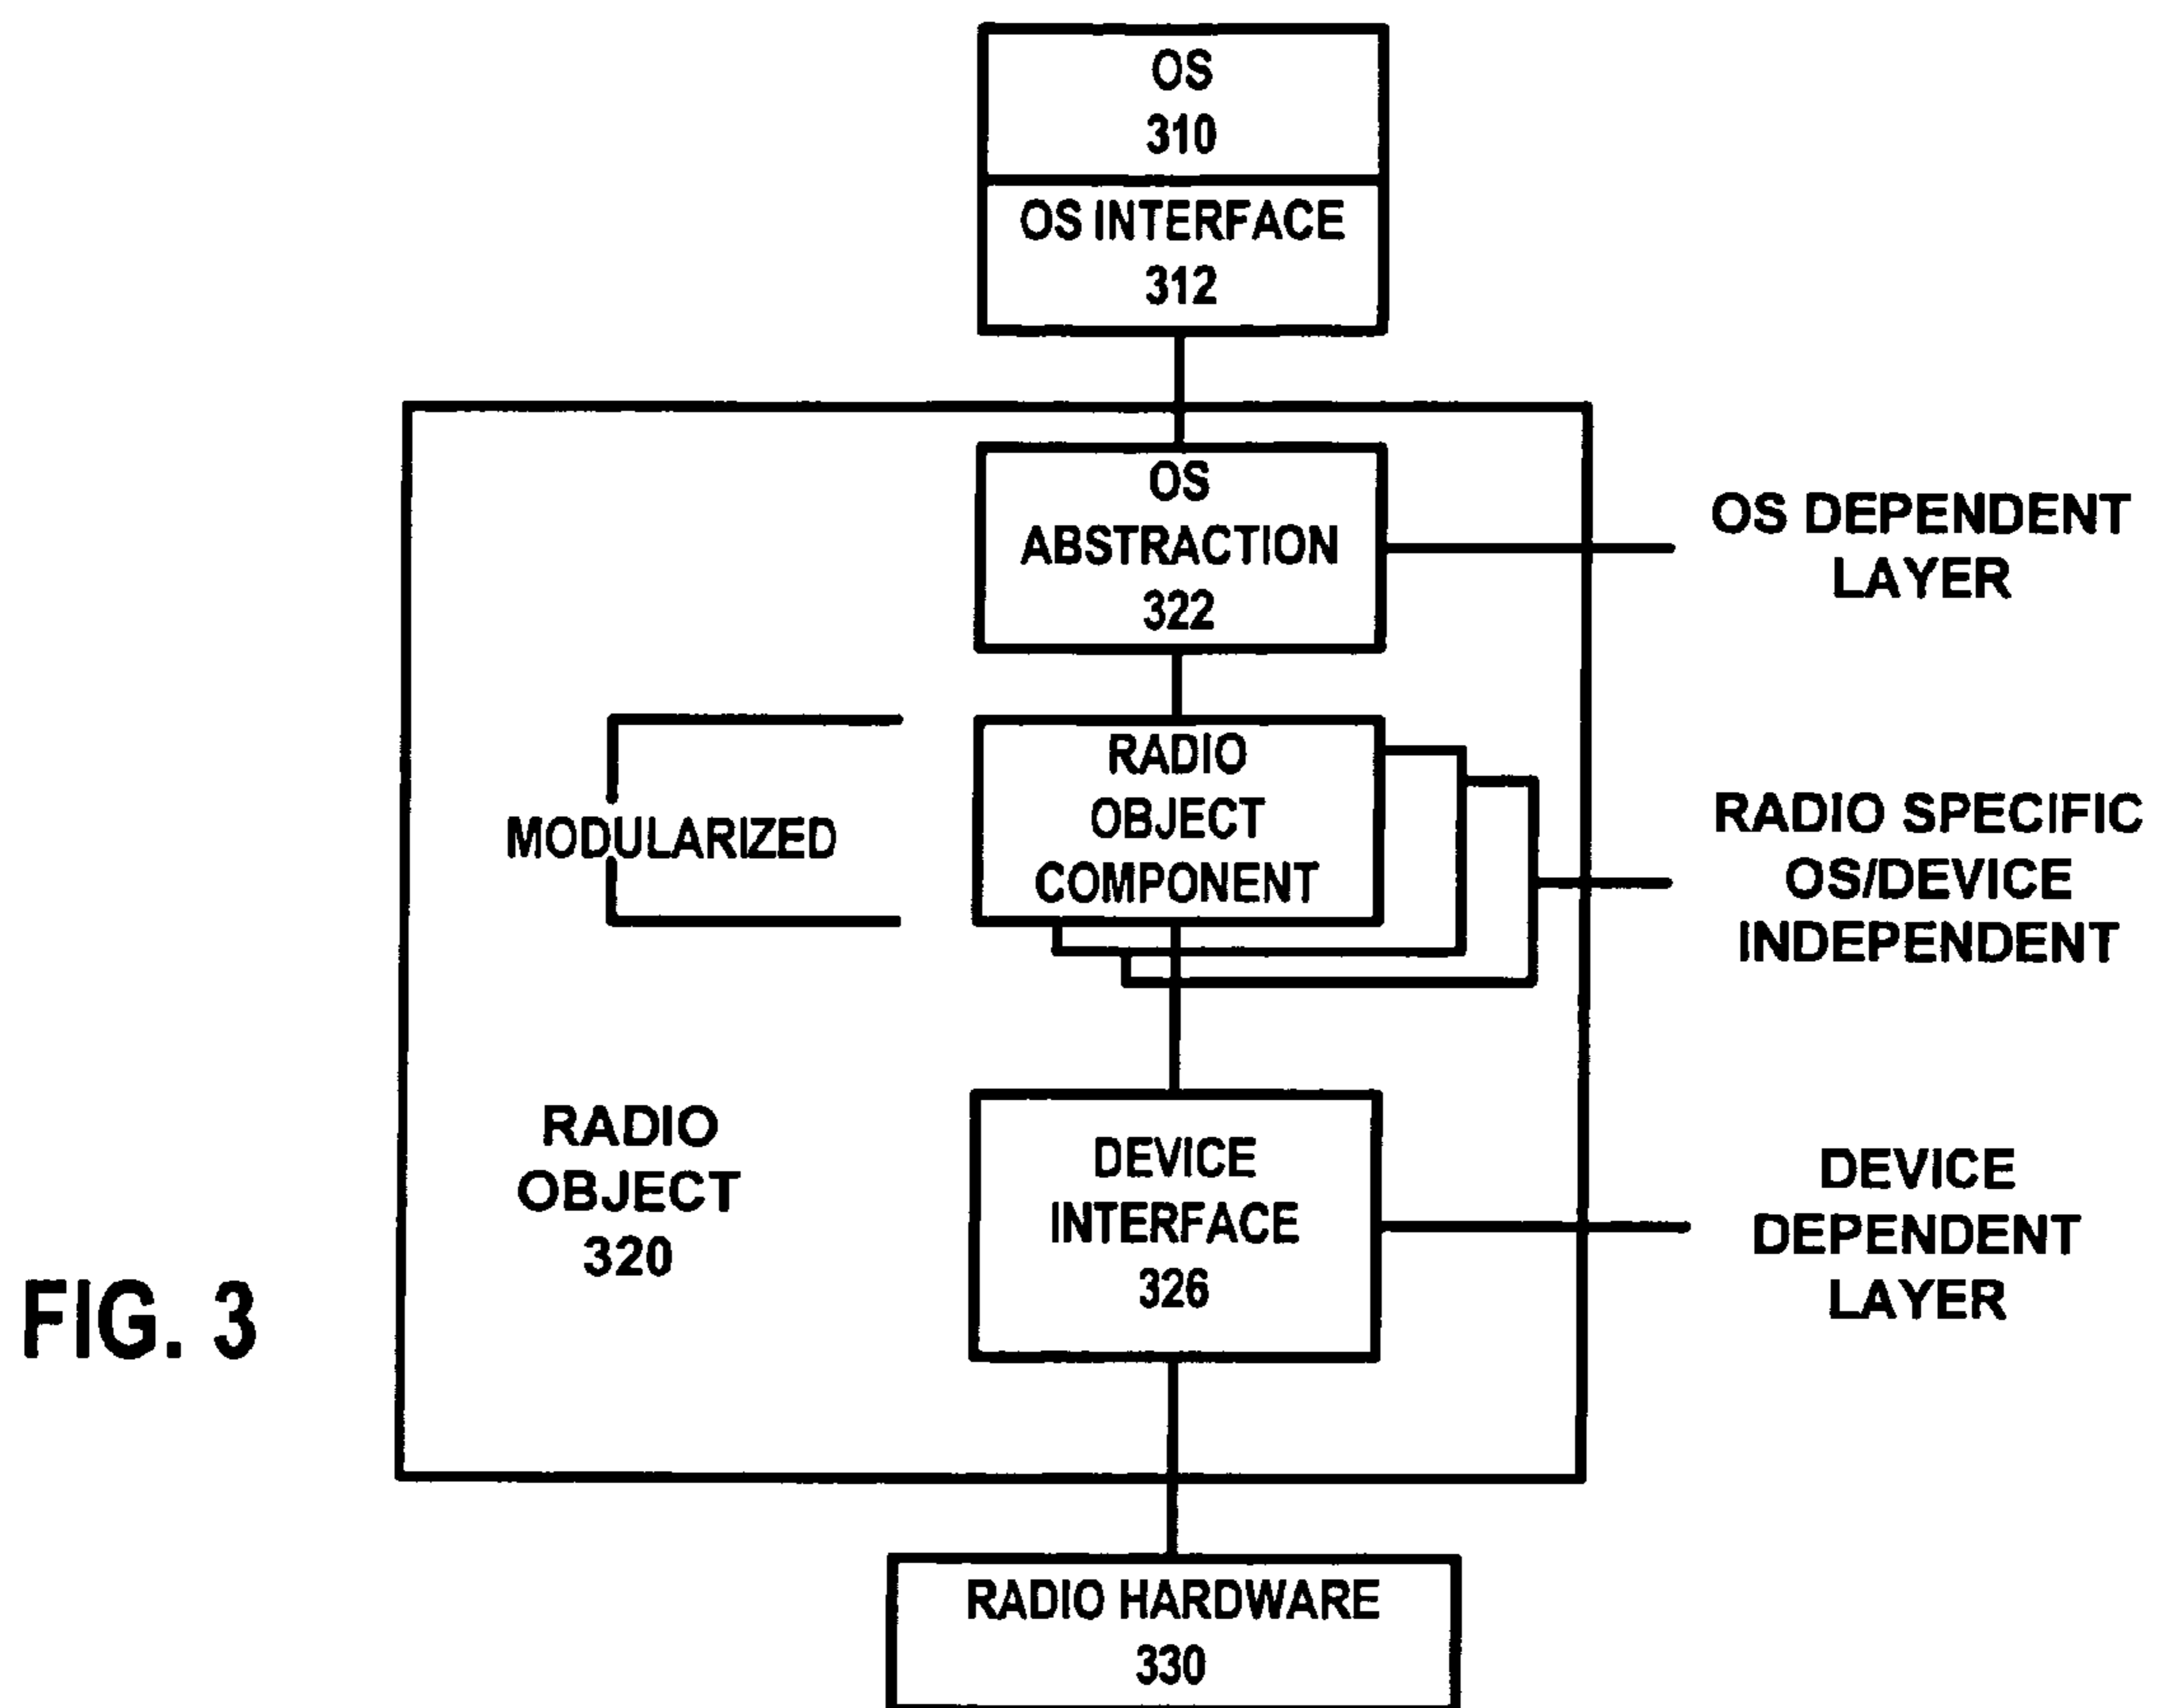 OS
310
OS INTERFACE
312
OS
ABSTRACTION
322
OS DEPENDENT
LAYER
MODULARIZED
RADIO
OBJECT
COMPONENT
RADIO SPECIFIC
OS/DEVICE
INDEPENDENT
RADIO
OBJECT
320
DEVICE
INTERFACE
326
DEVICE
DEPENDENT
LAYER
FIG. 3
RADIO HARDWARE
330